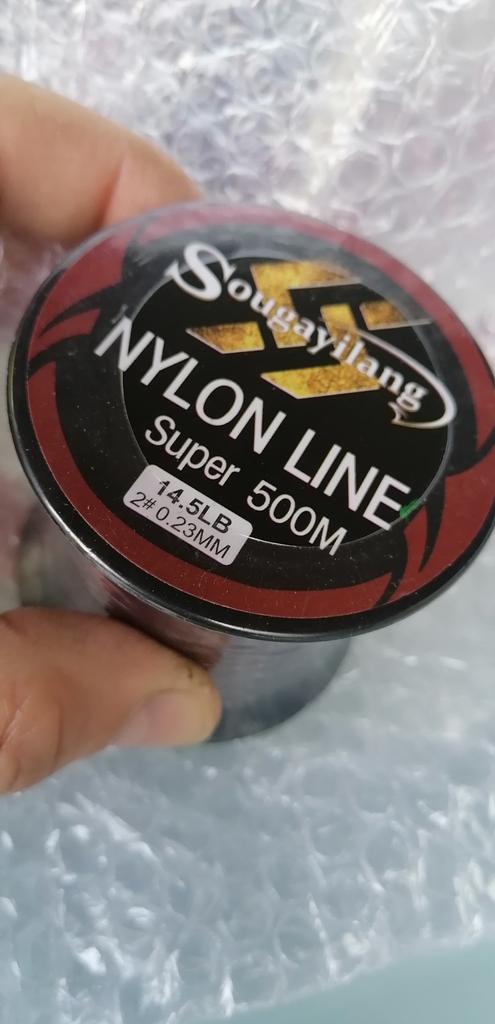 Sougayilang
NYLON LINE
Super 500M
14.5LB
2# 0.23MM